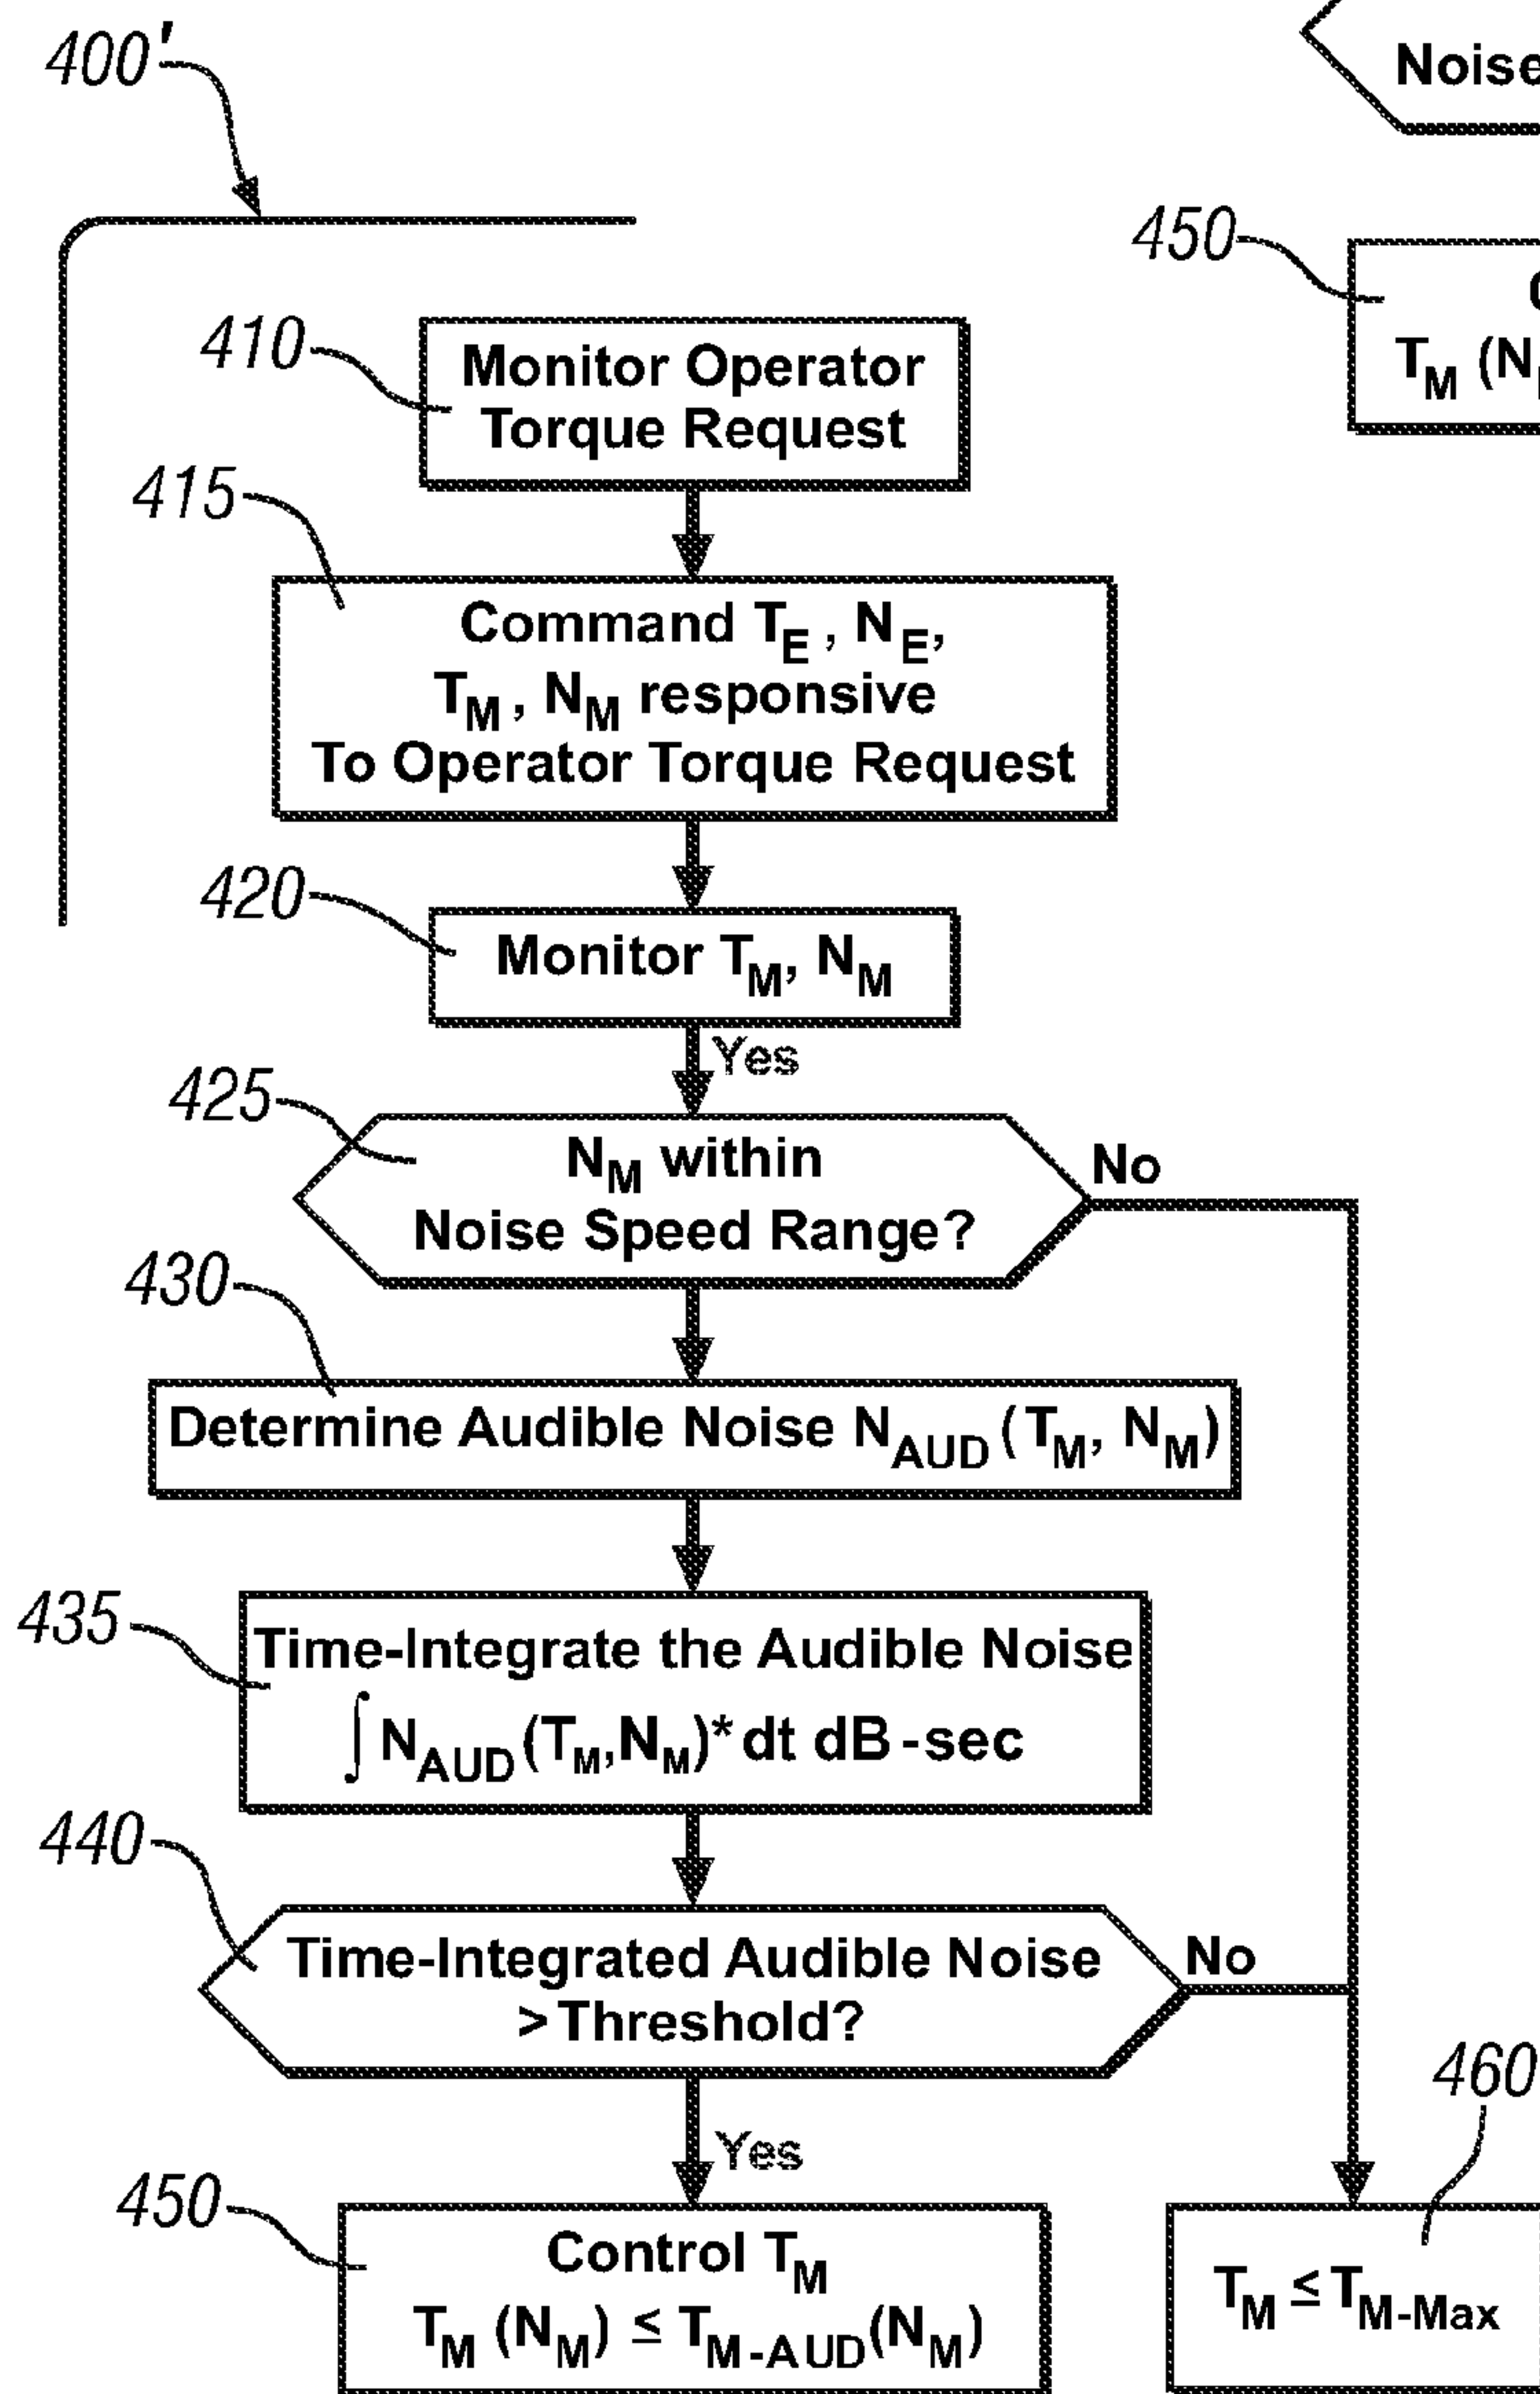 400'
Noise
450
T_M (N
410
Monitor Operator
Torque Request
415
Command T_E , N_E,
T_M , N_M responsive
To Operator Torque Request
420
Monitor T_M, N_M
Yes
425
N_M within
Noise Speed Range?
No
430
Determine Audible Noise N_AUD (T_M, N_M)
435
Time-Integrate the Audible Noise
∫ N_AUD (T_M,N_M)* dt dB-sec
440
Time-Integrated Audible Noise
> Threshold?
No
460
Yes
450
Control T_M
T_M (N_M) ≤ T_M-AUD(N_M)
T_M ≤ T_M-Max